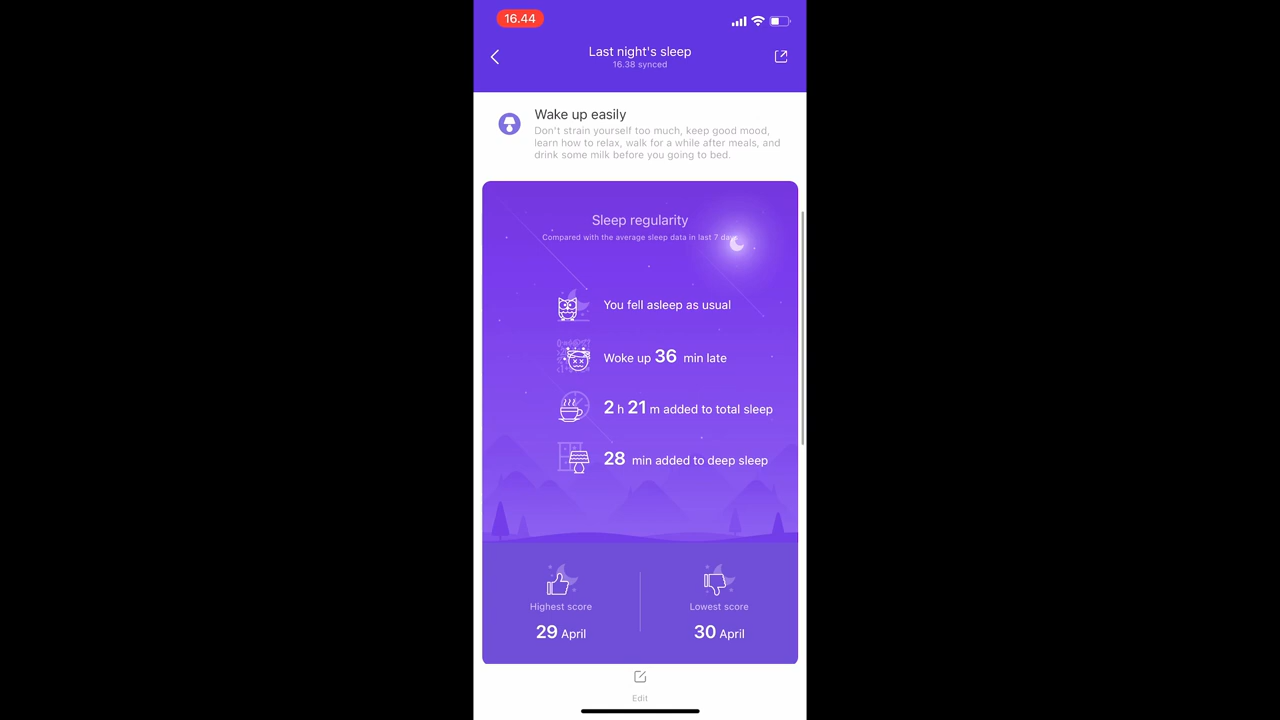 16.44
Last night's sleep
16.38 synced
Wake up easily
Don't strain yourself too much, keep good mood,
learn how to relax, walk for a while after meals, and
drink some milk before you going to bed.
Sleep regularity
Compared with the average sleep data in last 7 days
You fell asleep as usual
Woke up 36 min late
2 h 21 m added to total sleep
28 min added to deep sleep
Highest score
29 April
Lowest score
30 April
Edit